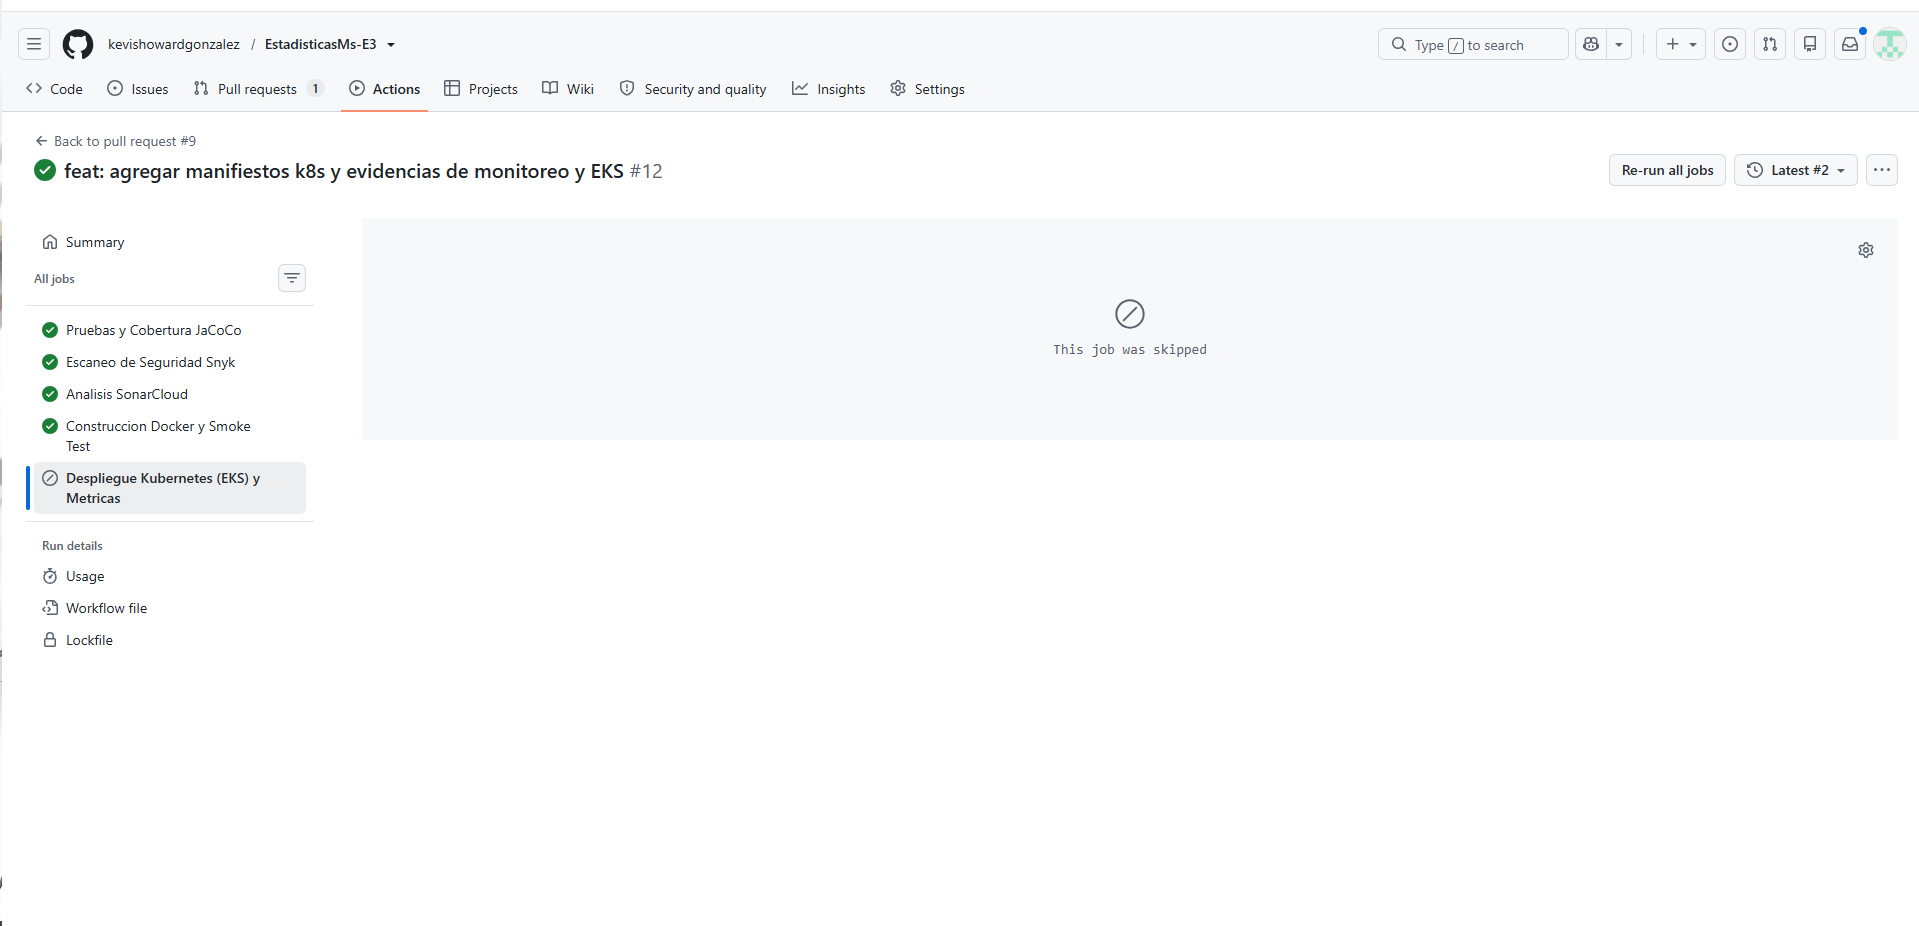 kevishowardgonzalez / EstadisticasMs-E3
Type / to search
Code
Issues
Pull requests 1
Actions
Projects
Wiki
Security and quality
Insights
Settings
Back to pull request #9
feat: agregar manifiestos k8s y evidencias de monitoreo y EKS #12
Re-run all jobs
Latest #2
Summary
All jobs
Pruebas y Cobertura JaCoCo
Escaneo de Seguridad Snyk
Analisis SonarCloud
Construccion Docker y Smoke
Test
Despliegue Kubernetes (EKS) y
Metricas
Run details
Usage
Workflow file
Lockfile
This job was skipped